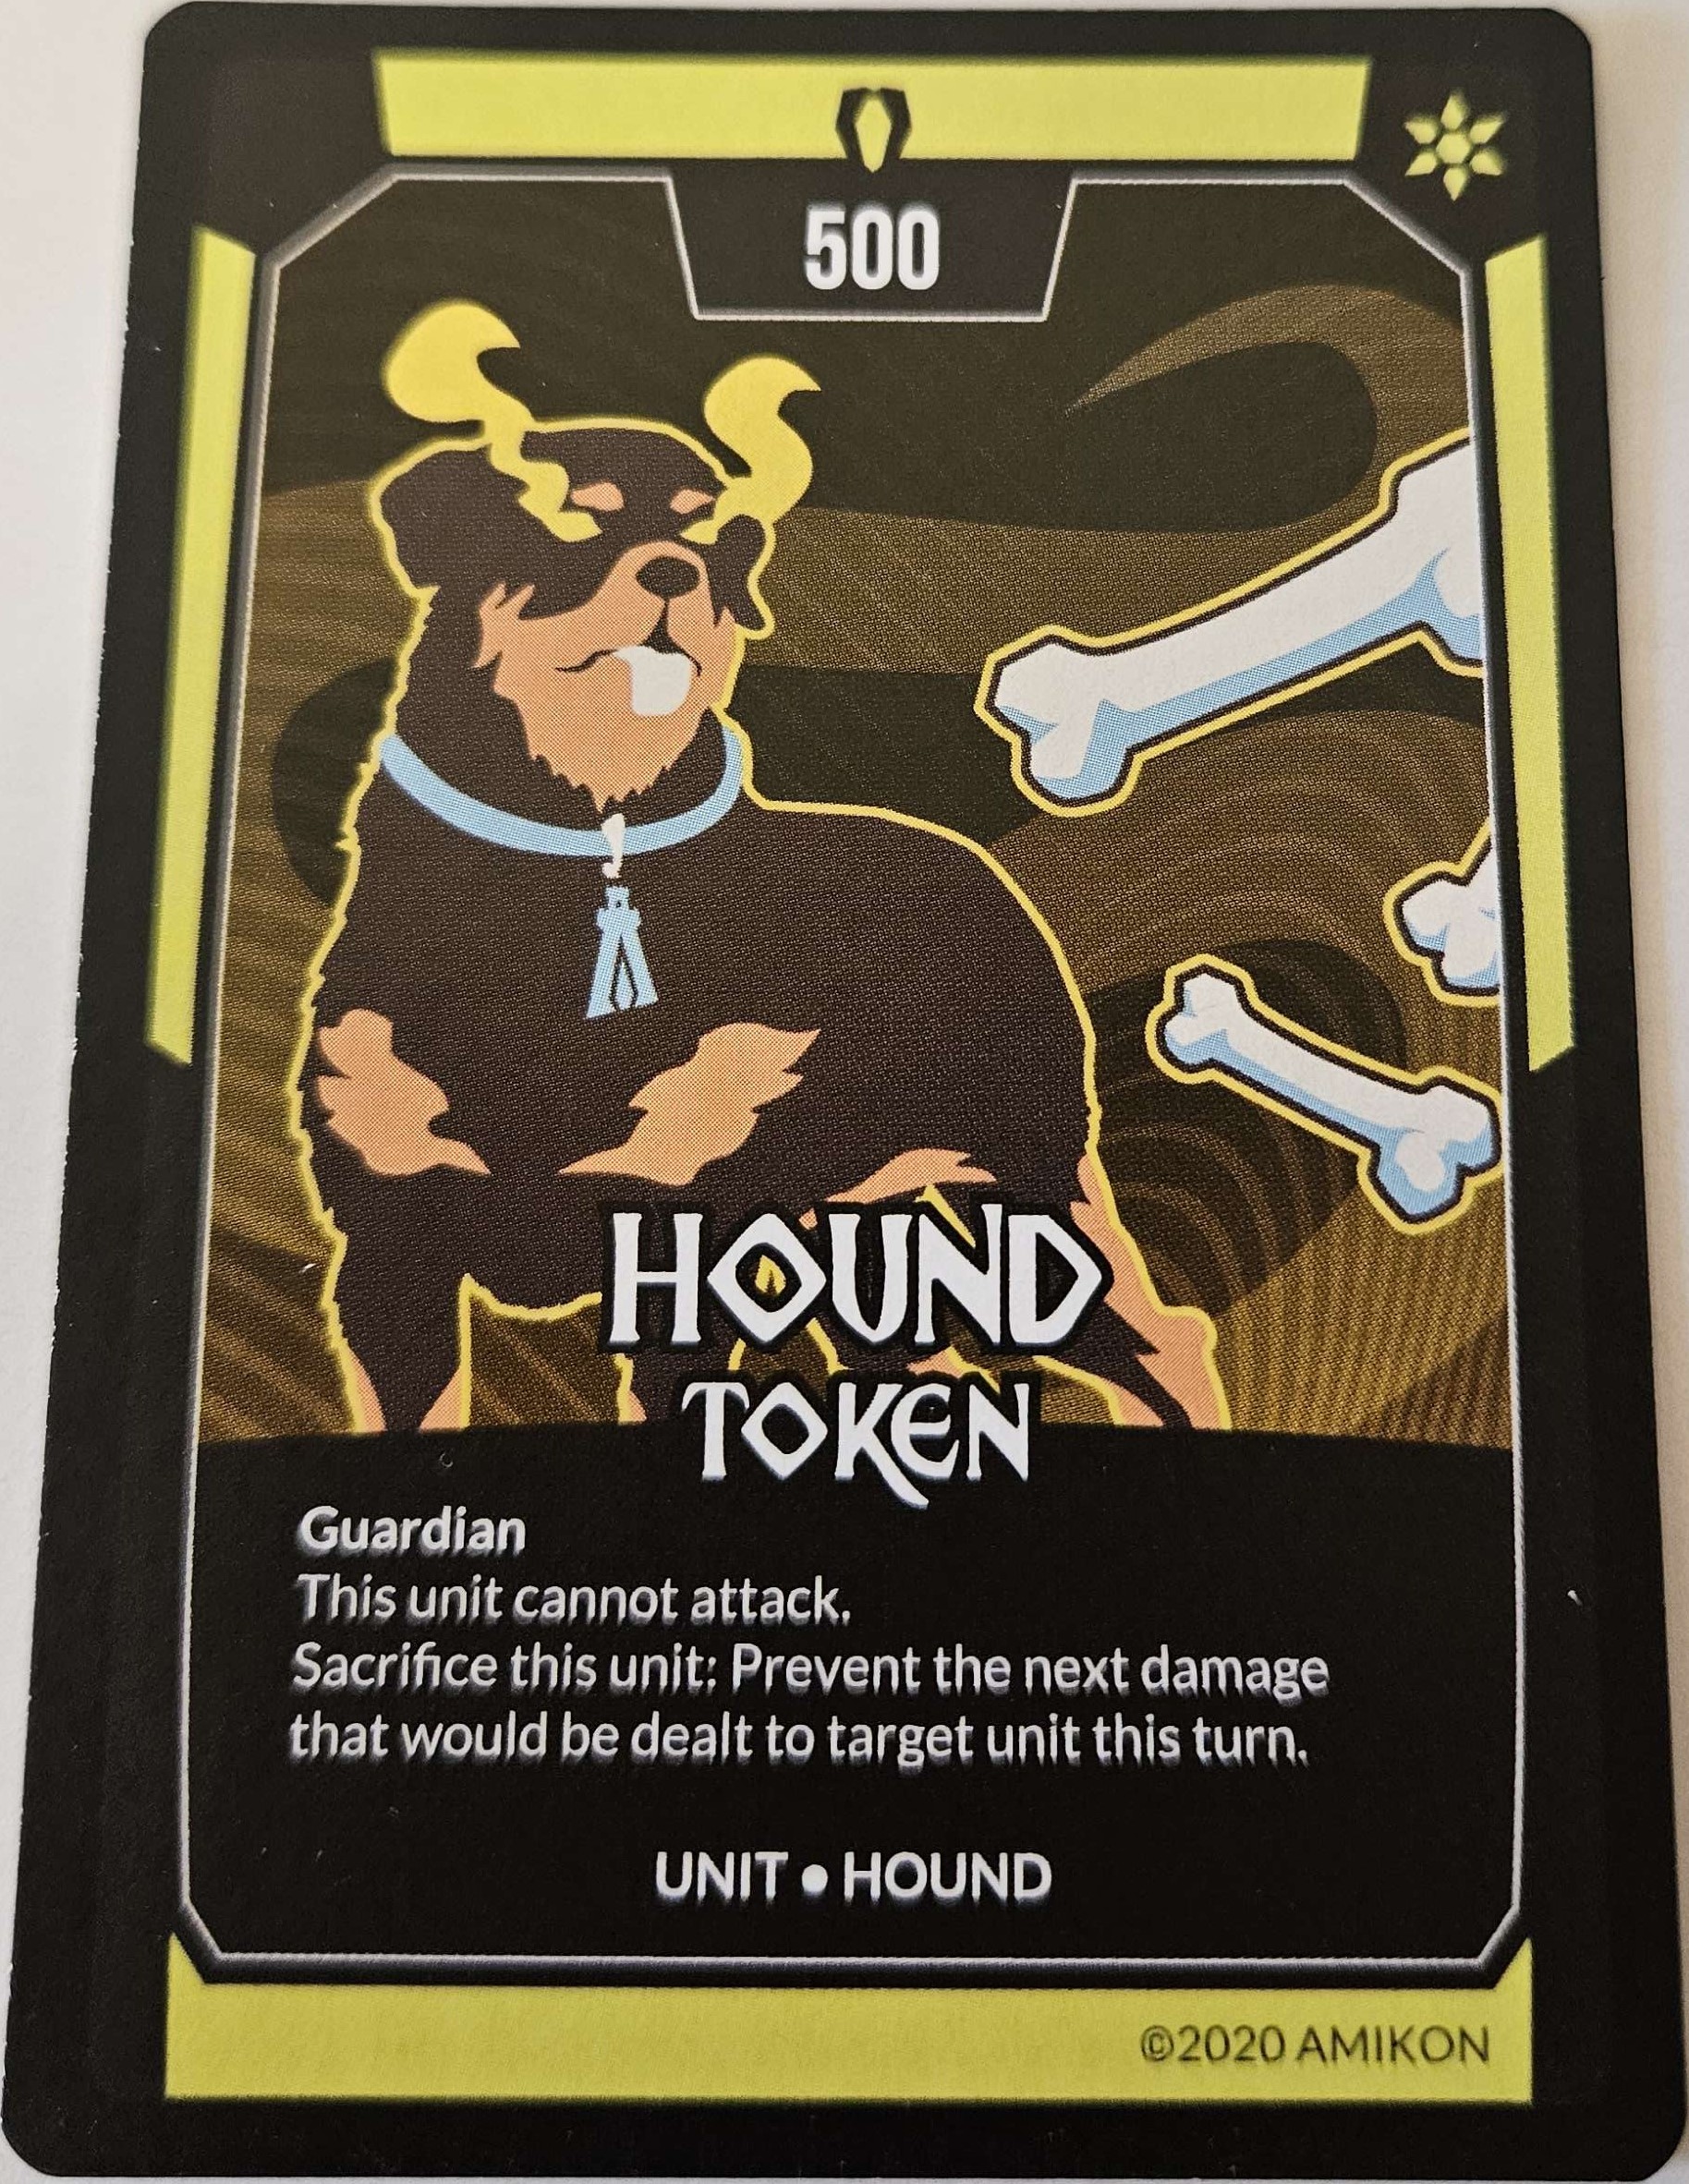 500
HOUND
TOKEN
Guardian
This unit cannot attack.
Sacrifice this unit: Prevent the next damage
that would be dealt to target unit this turn.
UNIT • HOUND
©2020 AMIKON